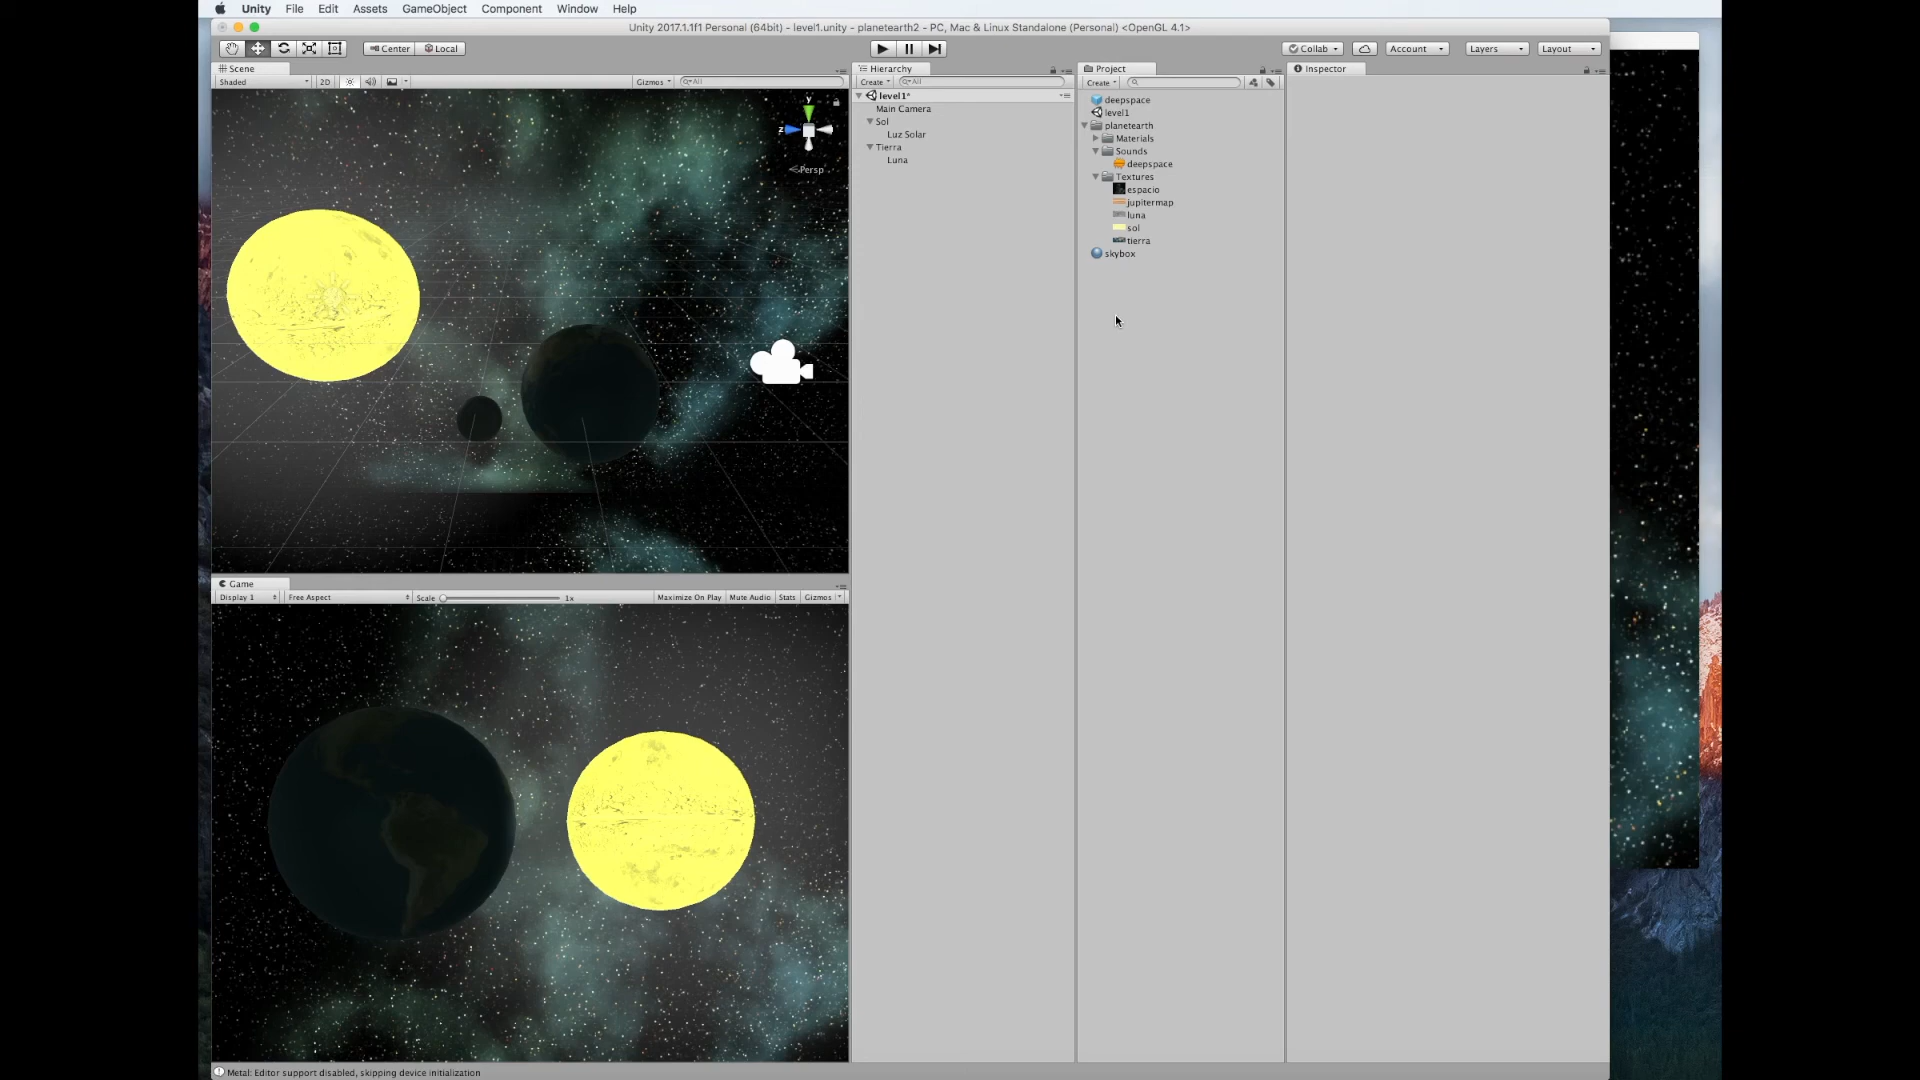 Unity File Edit Assets GameObject Component Window Help
Unity 2017.1.1f1 Personal (64bit) - level1.unity - planetearth2 - PC, Mac & Linux Standalone (Personal) <OpenGL 4.1>
Center Local Collab Account Layers Layout
Scene
Shaded 2D Gizmos All
y
z
Persp
Hierarchy
Create All
level1*
Main Camera
Sol
Luz Solar
Tierra
Luna
Project
Create
deepspace
level1
planetearth
Materials
Sounds
deepspace
Textures
espacio
jupitermap
luna
sol
tierra
skybox
Inspector
Game
Display 1 Free Aspect Scale 1x Maximize On Play Mute Audio Stats Gizmos
Metal: Editor support disabled, skipping device initialization